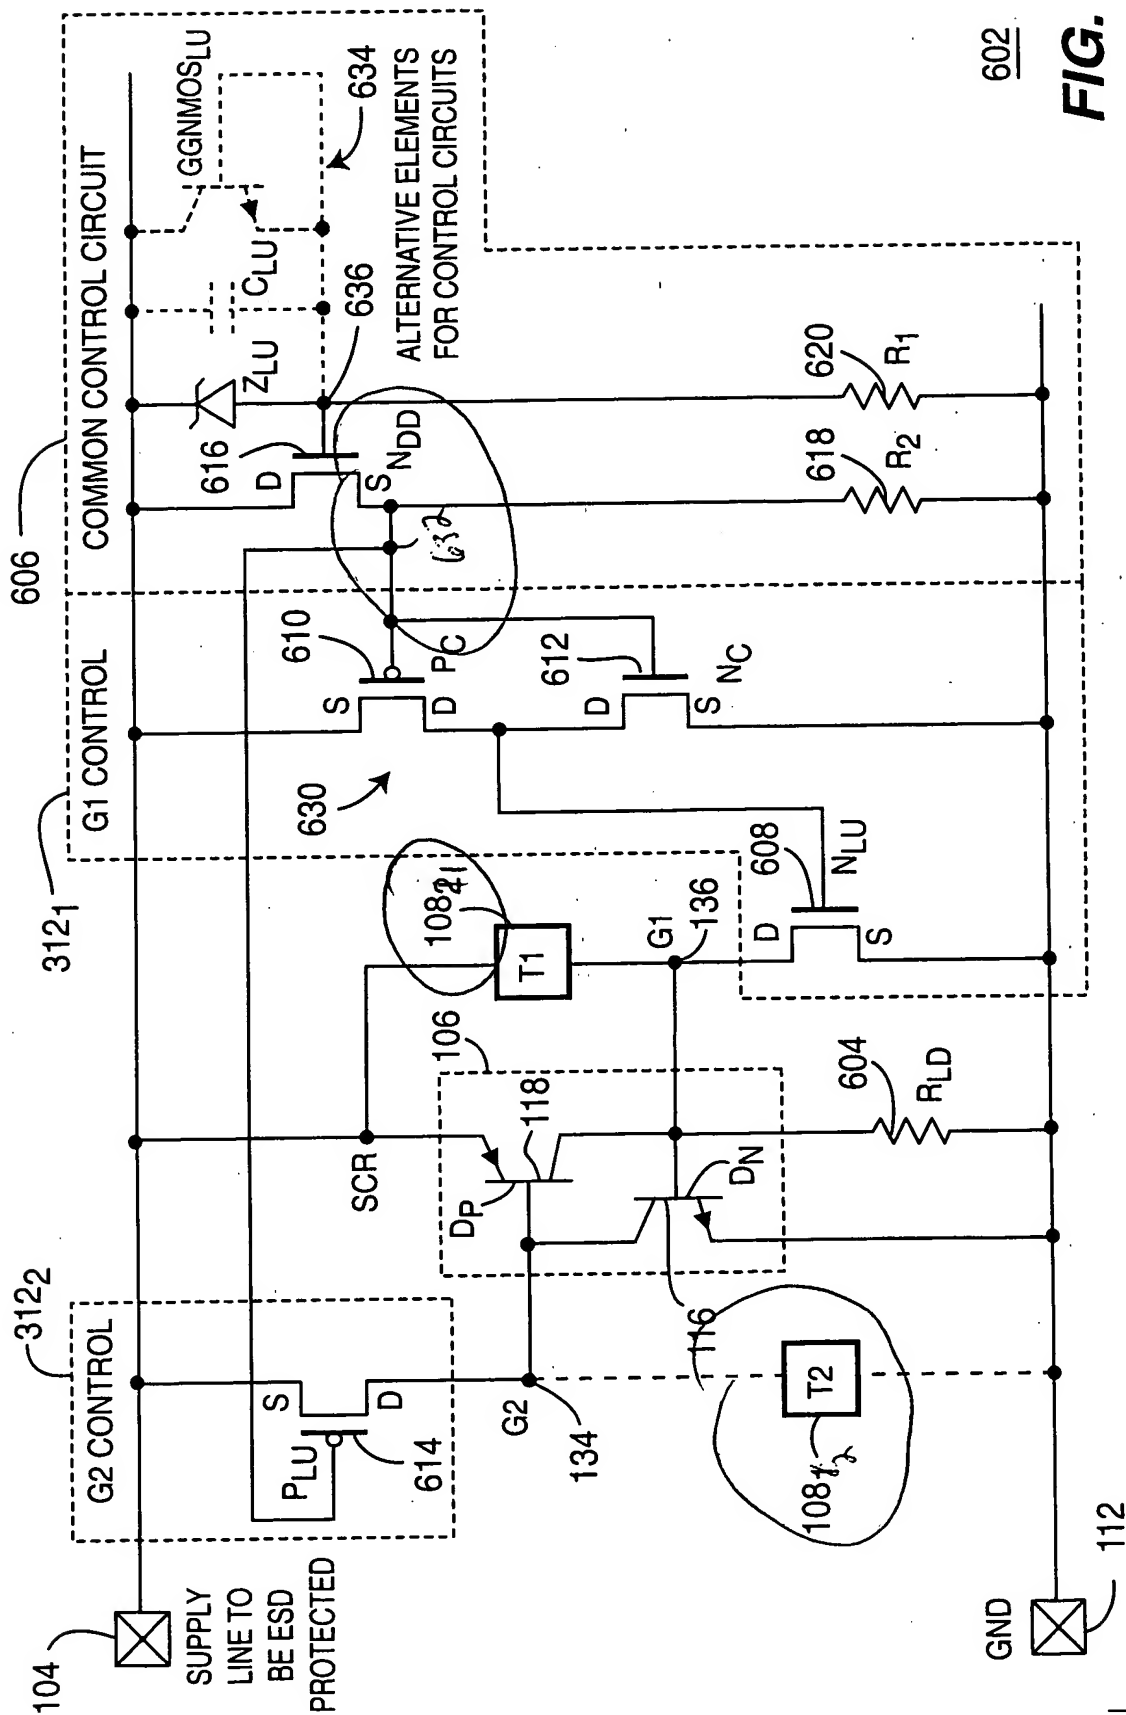 606
COMMON CONTROL CIRCUIT
GGNMOSLU
CLU
ZLU
634
636
ALTERNATIVE ELEMENTS
FOR CONTROL CIRCUITS
616
D
S
NDD
632
618
R2
620
R1
3121
G1 CONTROL
610
S
D
PC
630
612
D
S
NC
608
D
S
NLU
T1
G1
136
106
SCR
DP
118
DN
116
604
RLD
3122
G2 CONTROL
S
D
PLU
614
G2
134
T2
104
SUPPLY
LINE TO
BE ESD
PROTECTED
GND
112
602
FIG.